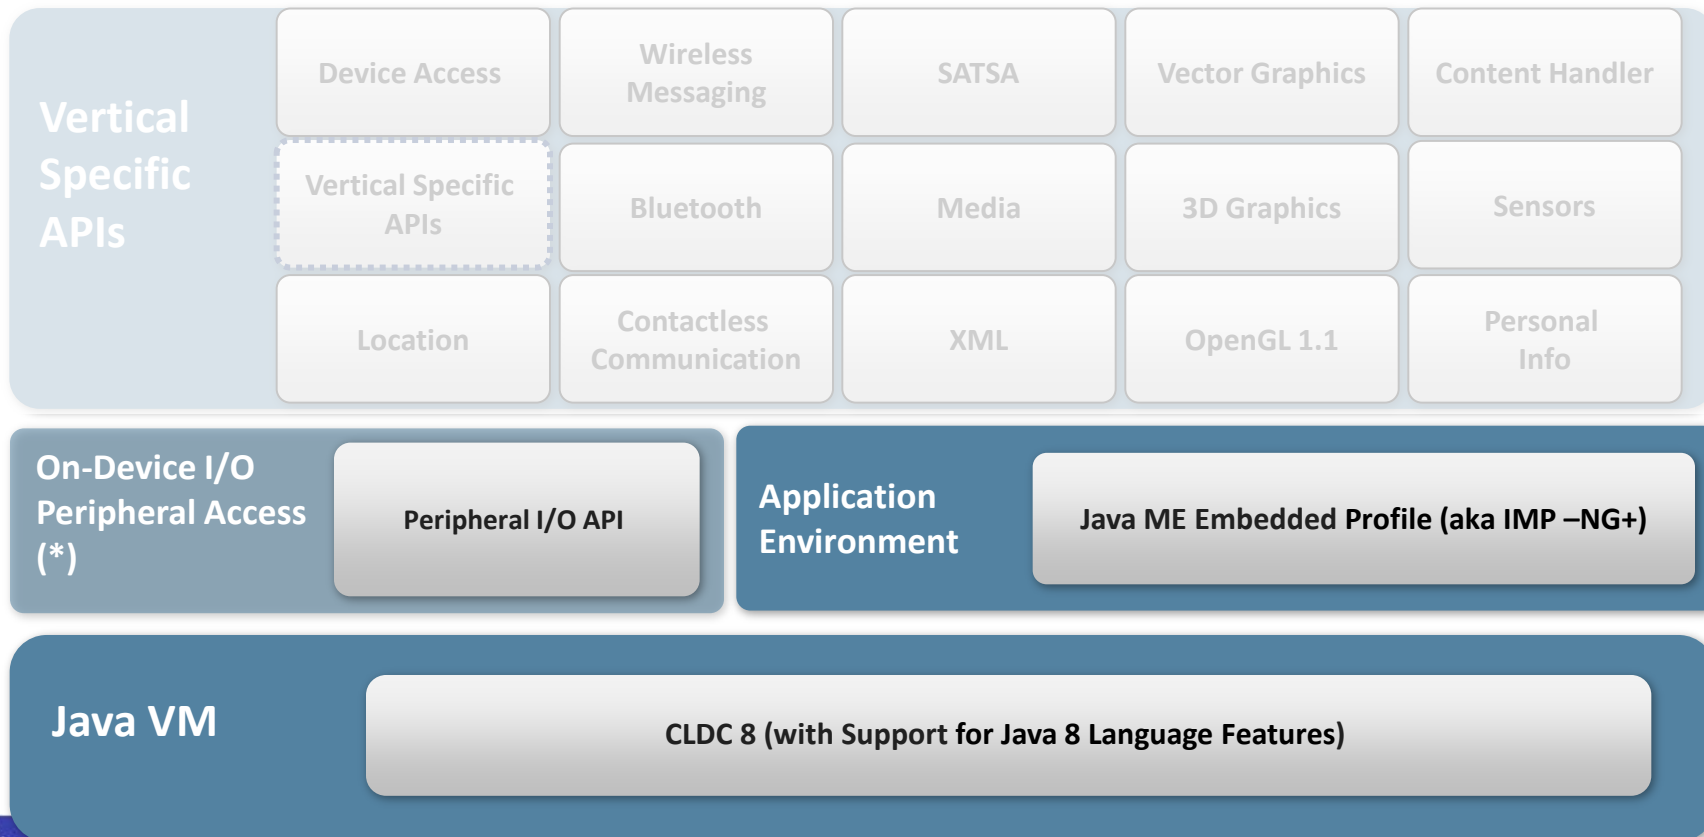 Vertical
Specific
APIs
Device Access
Wireless
Messaging
SATSA
Vector Graphics
Content Handler
Vertical Specific
APIs
Bluetooth
Media
3D Graphics
Sensors
Location
Contactless
Communication
XML
OpenGL 1.1
Personal
Info
On-Device I/O
Peripheral Access
(*)
Peripheral I/O API
Application
Environment
Java ME Embedded Profile (aka IMP –NG+)
Java VM
CLDC 8 (with Support for Java 8 Language Features)